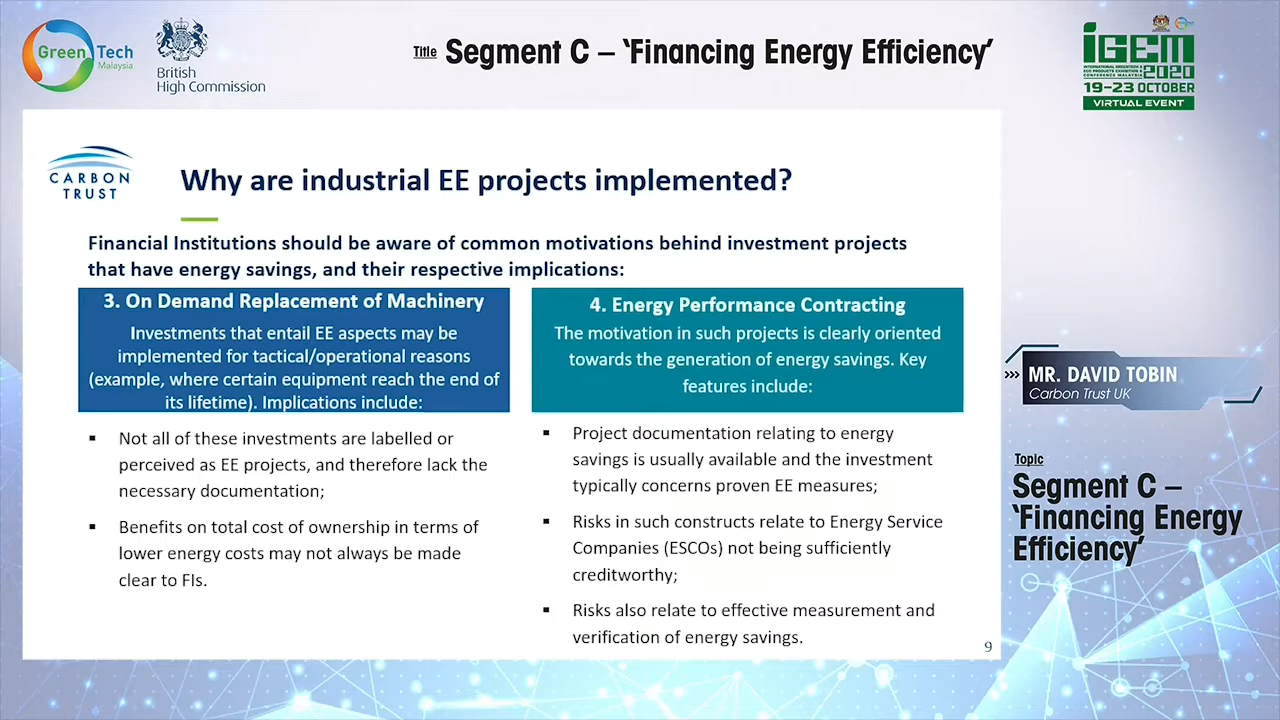 GreenTech
Malaysia
British
High Commission
Title Segment C – ‘Financing Energy Efficiency’
iGEM
INTERNATIONAL GREENTECH &
ECO PRODUCTS EXHIBITION &
CONFERENCE MALAYSIA 2020
19–23 OCTOBER
VIRTUAL EVENT
CARBON
TRUST
Why are industrial EE projects implemented?
Financial Institutions should be aware of common motivations behind investment projects
that have energy savings, and their respective implications:
3. On Demand Replacement of Machinery
Investments that entail EE aspects may be
implemented for tactical/operational reasons
(example, where certain equipment reach the end of
its lifetime). Implications include:
▪ Not all of these investments are labelled or
perceived as EE projects, and therefore lack the
necessary documentation;
▪ Benefits on total cost of ownership in terms of
lower energy costs may not always be made
clear to FIs.
4. Energy Performance Contracting
The motivation in such projects is clearly oriented
towards the generation of energy savings. Key
features include:
▪ Project documentation relating to energy
savings is usually available and the investment
typically concerns proven EE measures;
▪ Risks in such constructs relate to Energy Service
Companies (ESCOs) not being sufficiently
creditworthy;
▪ Risks also relate to effective measurement and
verification of energy savings.
9
MR. DAVID TOBIN
Carbon Trust UK
Topic
Segment C –
‘Financing Energy
Efficiency’